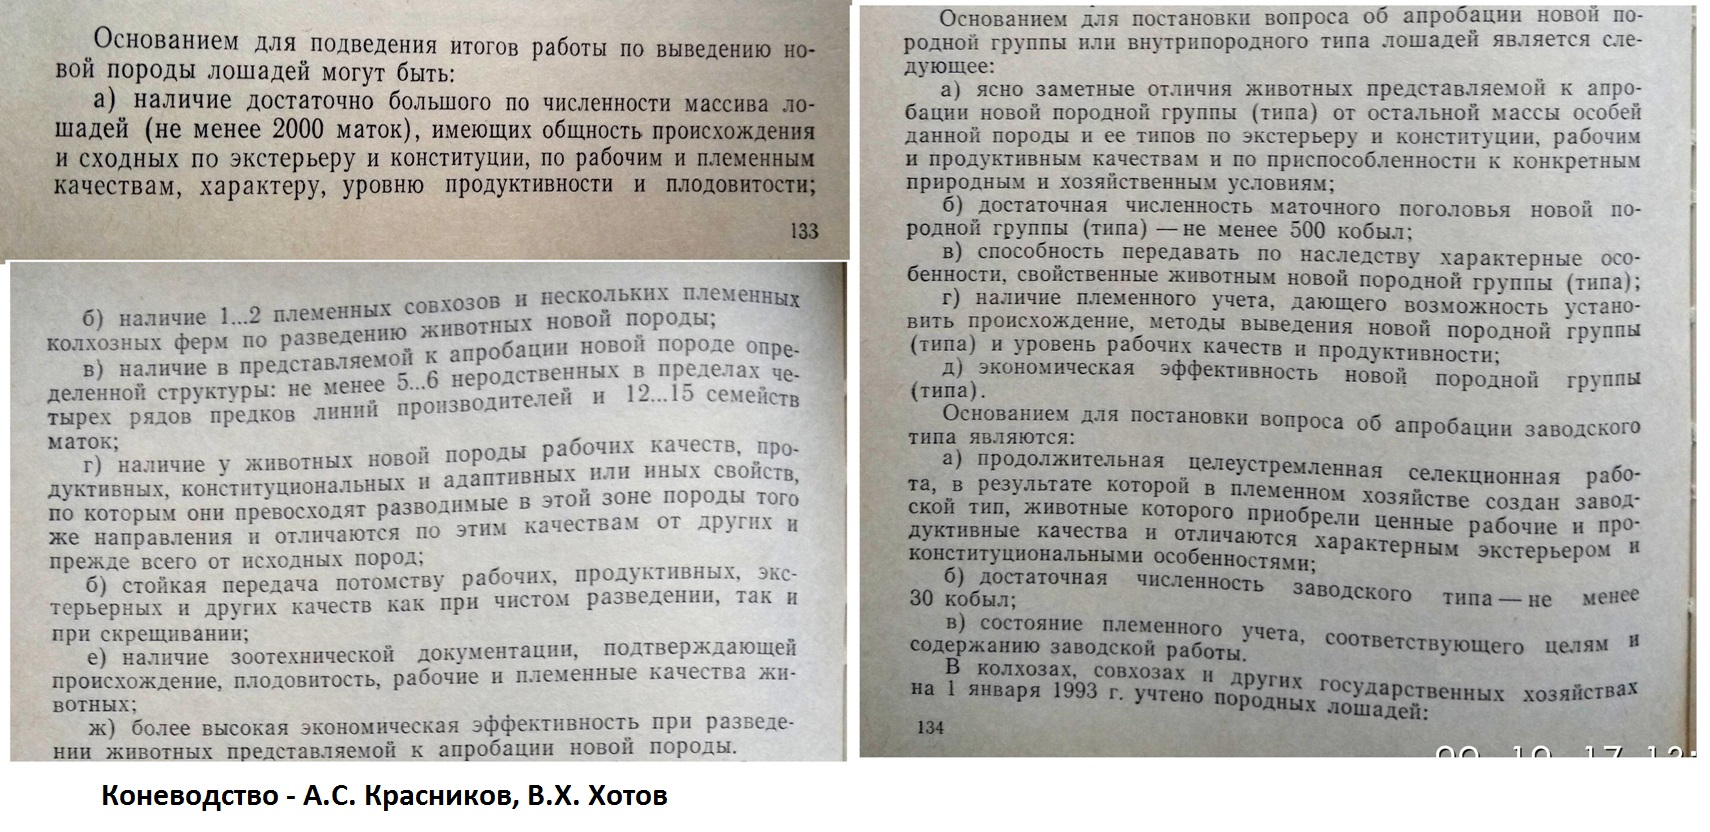 Основанием для подведения итогов работы по выведению но-
вой породы лошадей могут быть:
а) наличие достаточно большого по численности массива ло-
шадей (не менее 2000 маток), имеющих общность происхождения
и сходных по экстерьеру и конституции, по рабочим и племенным
качествам, характеру, уровню продуктивности и плодовитости;
133
б) наличие 1...2 племенных совхозов и нескольких племенных
колхозных ферм по разведению животных новой породы;
в) наличие в представляемой к апробации новой породе опре-
деленной структуры: не менее 5...6 неродственных в пределах че-
тырех рядов предков линий производителей и 12...15 семейств
маток;
г) наличие у животных новой породы рабочих качеств, про-
дуктивных, конституциональных и адаптивных или иных свойств,
по которым они превосходят разводимые в этой зоне породы того
же направления и отличаются по этим качествам от других и
прежде всего от исходных пород;
б) стойкая передача потомству рабочих, продуктивных, экс-
терьерных и других качеств как при чистом разведении, так и
при скрещивании;
е) наличие зоотехнической документации, подтверждающей
происхождение, плодовитость, рабочие и племенные качества жи-
вотных;
ж) более высокая экономическая эффективность при разведе-
нии животных представляемой к апробации новой породы.
Основанием для постановки вопроса об апробации новой по-
родной группы или внутрипородного типа лошадей является сле-
дующее:
а) ясно заметные отличия животных представляемой к апро-
бации новой породной группы (типа) от остальной массы особей
данной породы и ее типов по экстерьеру и конституции, рабочим
и продуктивным качествам и по приспособленности к конкретным
природным и хозяйственным условиям;
б) достаточная численность маточного поголовья новой по-
родной группы (типа) — не менее 500 кобыл;
в) способность передавать по наследству характерные осо-
бенности, свойственные животным новой породной группы (типа);
г) наличие племенного учета, дающего возможность устано-
вить происхождение, методы выведения новой породной группы
(типа) и уровень рабочих качеств и продуктивности;
д) экономическая эффективность новой породной группы
(типа).
Основанием для постановки вопроса об апробации заводского
типа являются:
а) продолжительная целеустремленная селекционная рабо-
та, в результате которой в племенном хозяйстве создан завод-
ской тип, животные которого приобрели ценные рабочие и про-
дуктивные качества и отличаются характерным экстерьером и
конституциональными особенностями;
б) достаточная численность заводского типа — не менее
30 кобыл;
в) состояние племенного учета, соответствующего целям и
содержанию заводской работы.
В колхозах, совхозах и других государственных хозяйствах
на 1 января 1993 г. учтено породных лошадей:
134
Коневодство - А.С. Красников, В.Х. Хотов